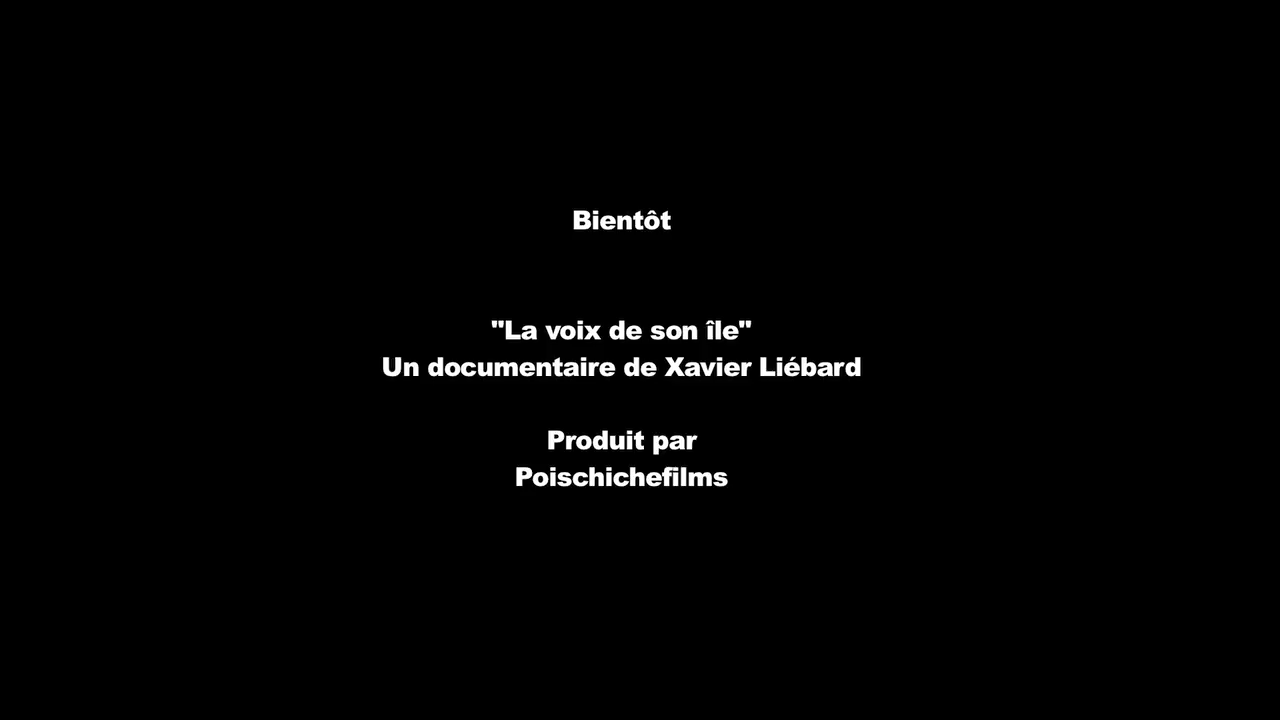 Bientôt
"La voix de son île"
Un documentaire de Xavier Liébard
Produit par
Poischichefilms